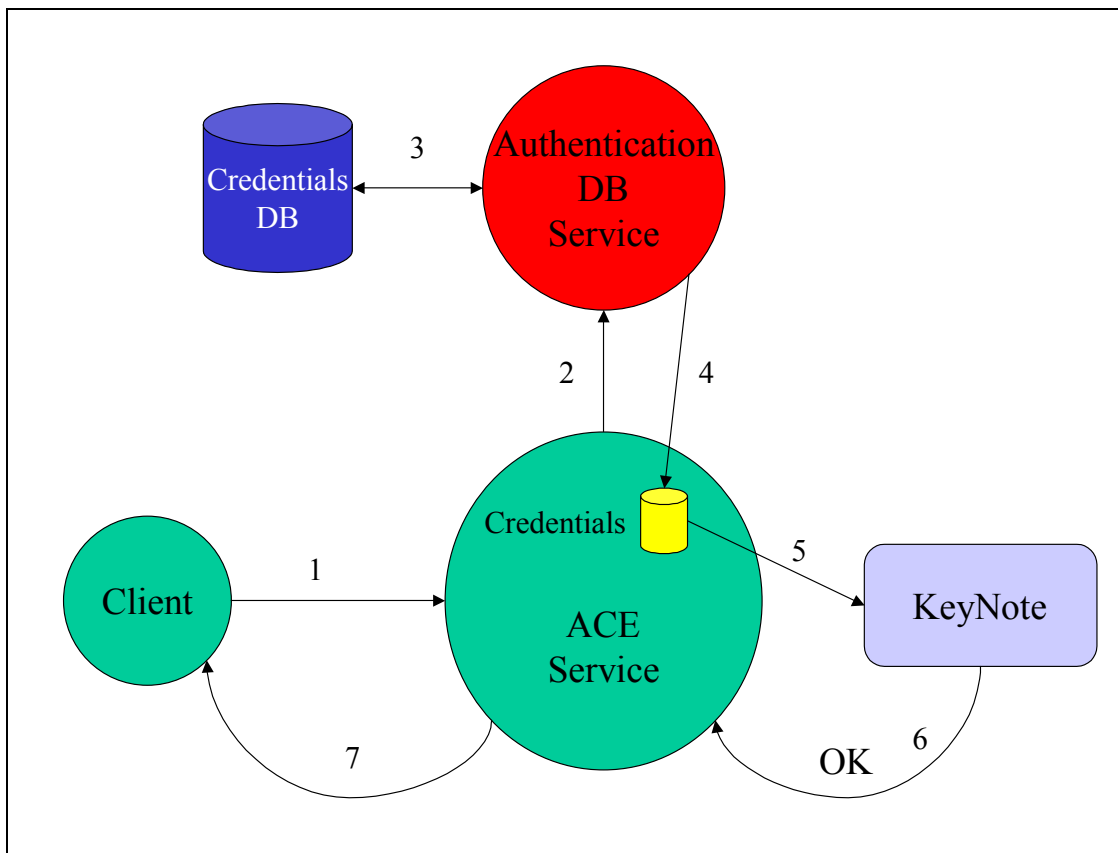 Authentication
DB
Service
3
Credentials
DB
2
4
Credentials
5
1
Client
KeyNote
ACE
Service
7
OK
6